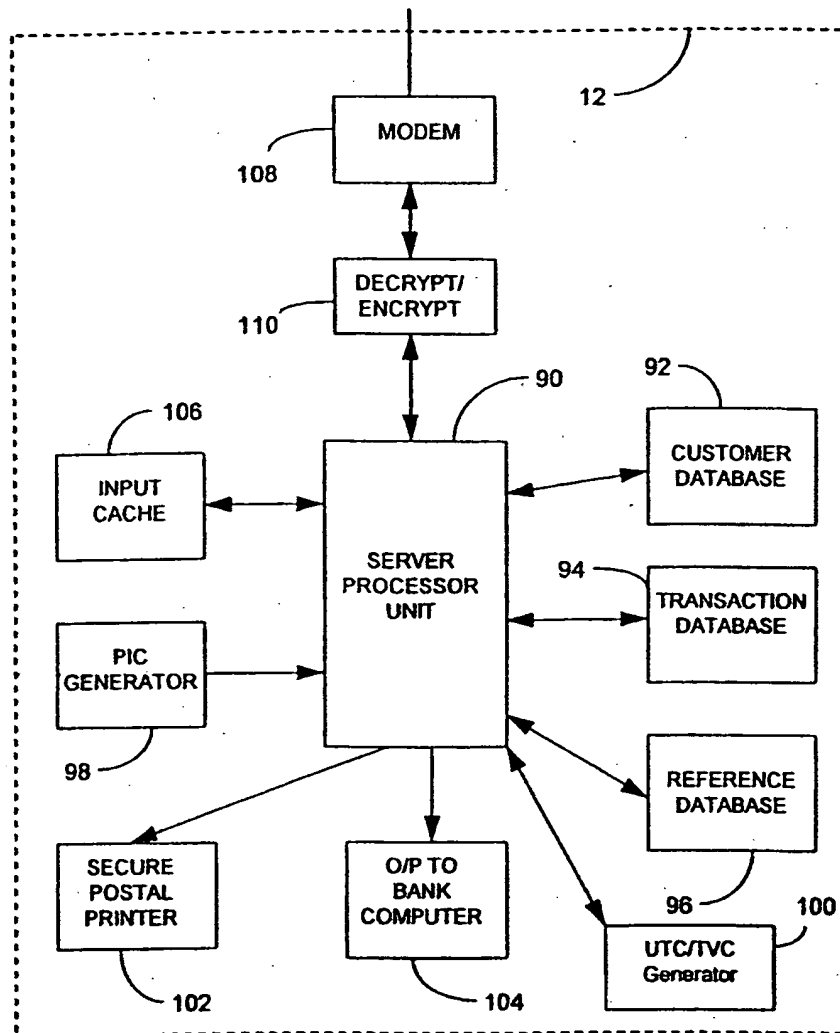 12
MODEM
108
DECRYPT/
ENCRYPT
110
90
92
106
CUSTOMER
DATABASE
INPUT
CACHE
SERVER
PROCESSOR
UNIT
94
TRANSACTION
DATABASE
PIC
GENERATOR
98
REFERENCE
DATABASE
SECURE
POSTAL
PRINTER
O/P TO
BANK
COMPUTER
96
100
UTC/TVC
Generator
102
104